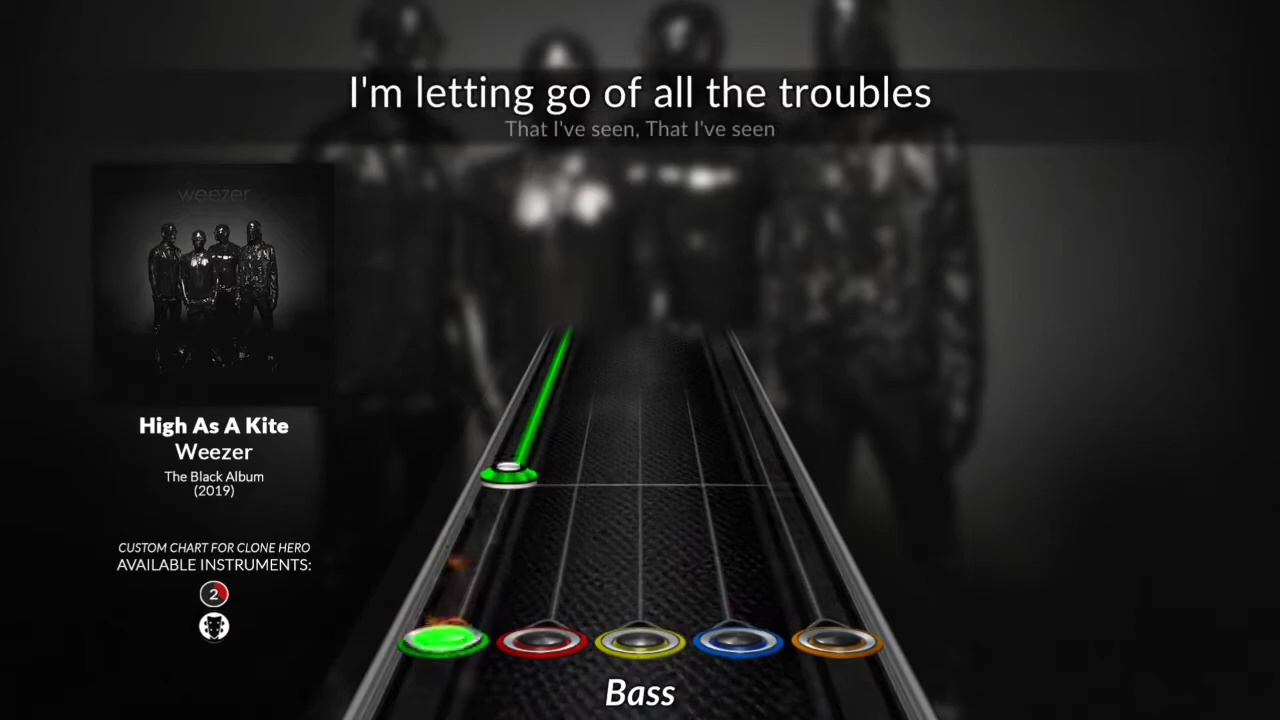 I'm letting go of all the troubles
That I've seen, That I've seen
weezer
High As A Kite
Weezer
The Black Album
(2019)
CUSTOM CHART FOR CLONE HERO
AVAILABLE INSTRUMENTS:
2
Bass